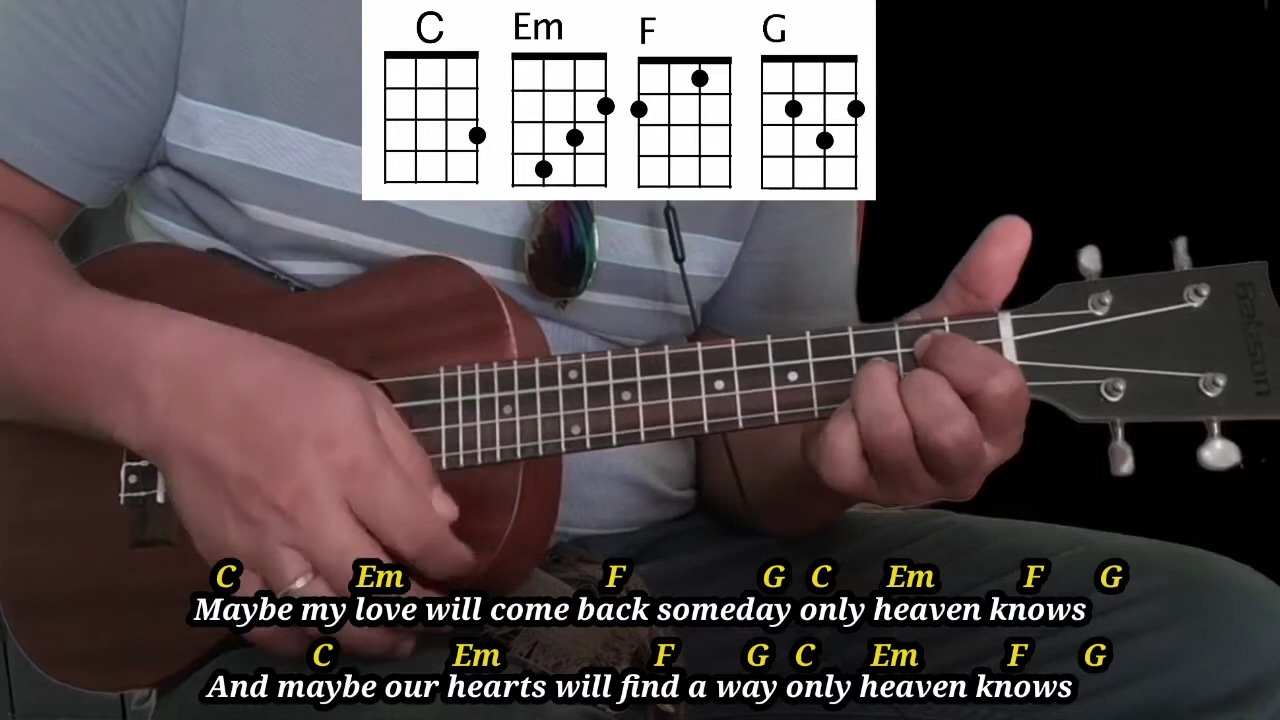 C Em F G
Batson
C Em F G C Em F G
Maybe my love will come back someday only heaven knows
C Em F G C Em F G
And maybe our hearts will find a way only heaven knows